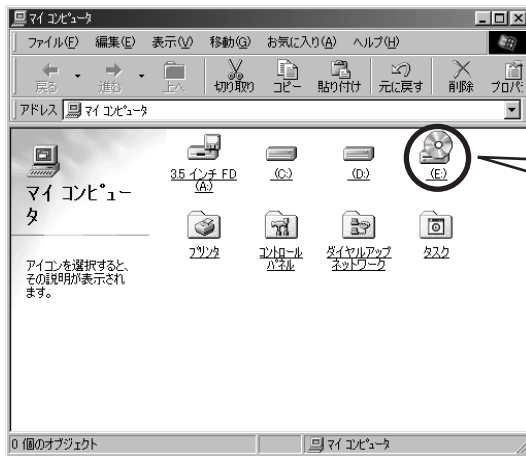 マイ コンピュータ
ファイル(F) 編集(E) 表示(V) 移動(G) お気に入り(A) ヘルプ(H)
戻る 進む 上へ 切り取り コピー 貼り付け 元に戻す 削除 プロパ
アドレス マイ コンピュータ
マイ コンピュー
タ
アイコンを選択すると、
その説明が表示され
ます。
3.5 インチ FD
(A:)
(C:)
(D:)
(E:)
プリンタ
コントロール
パネル
ダイヤルアップ
ネットワーク
タスク
0 個のオブジェクト
マイ コンピュータ